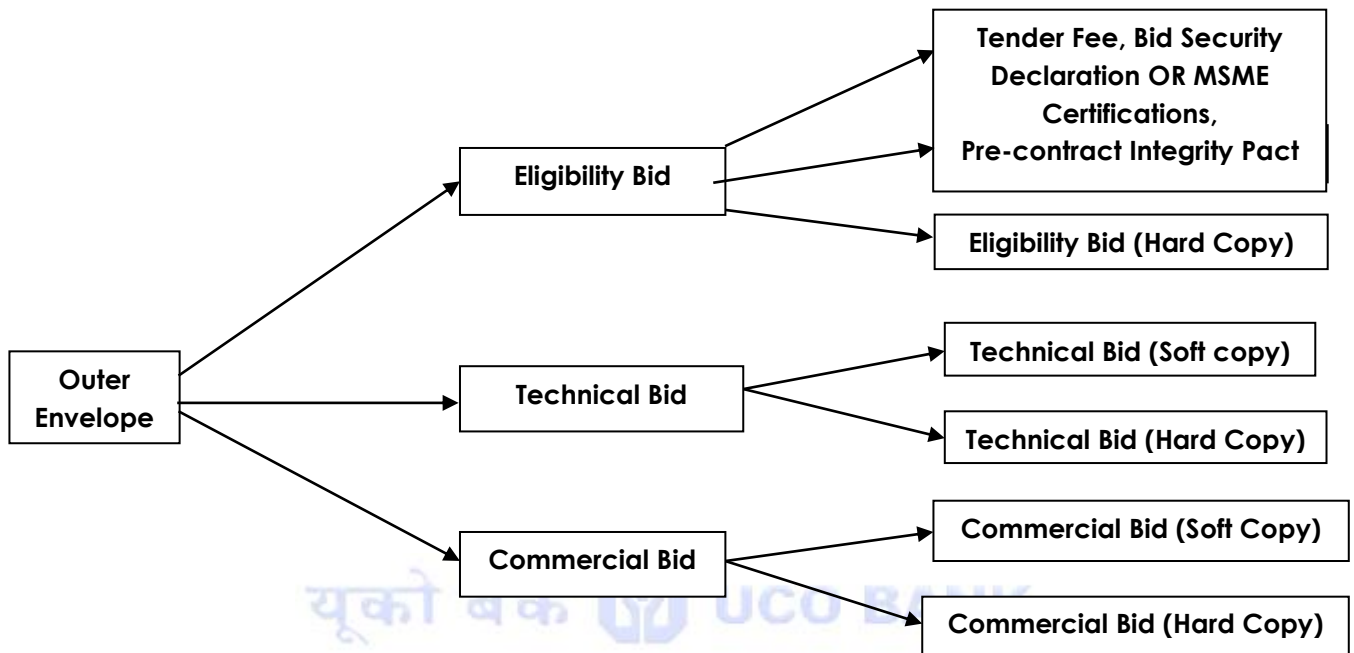 Tender Fee, Bid Security
Declaration OR MSME
Certifications,
Pre-contract Integrity Pact
Eligibility Bid
Eligibility Bid (Hard Copy)
Outer
Envelope
Technical Bid
Technical Bid (Soft copy)
Technical Bid (Hard Copy)
Commercial Bid
Commercial Bid (Soft Copy)
Commercial Bid (Hard Copy)
यूको बैंक UCO BANK